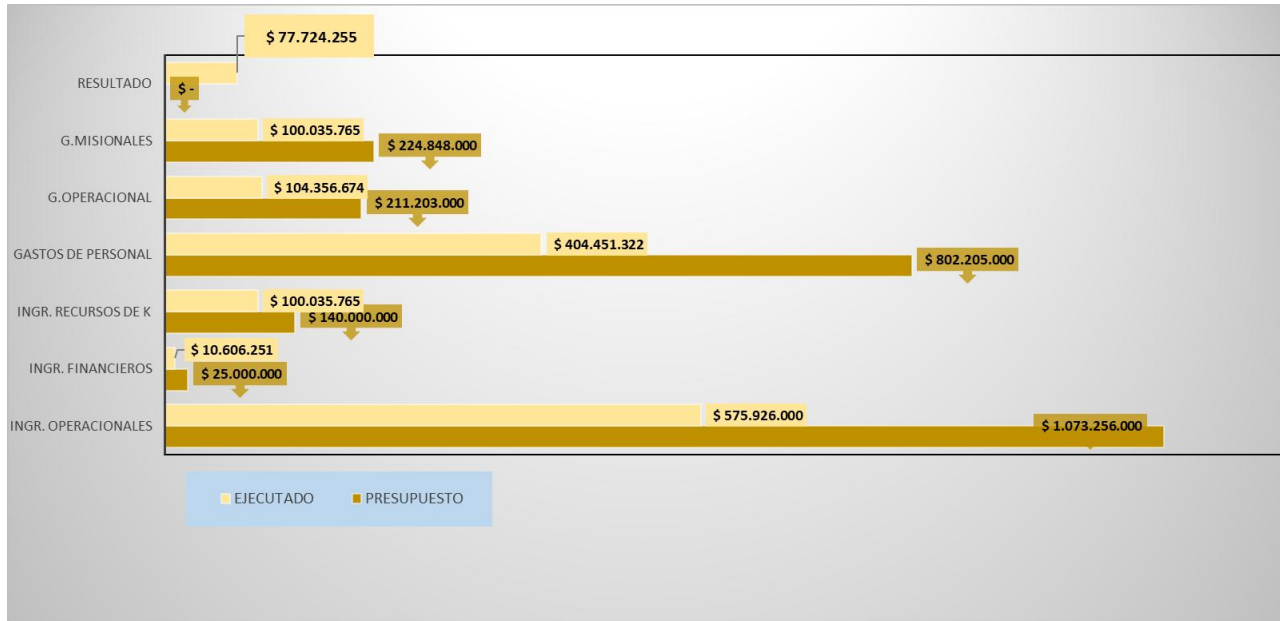 $ 77.724.255
RESULTADO
$ -
$ 100.035.765
G.MISIONALES
$ 224.848.000
$ 104.356.674
G.OPERACIONAL
$ 211.203.000
$ 404.451.322
GASTOS DE PERSONAL
$ 802.205.000
$ 100.035.765
INGR. RECURSOS DE K
$ 140.000.000
$ 10.606.251
INGR. FINANCIEROS
$ 25.000.000
$ 575.926.000
INGR. OPERACIONALES
$ 1.073.256.000
EJECUTADO PRESUPUESTO